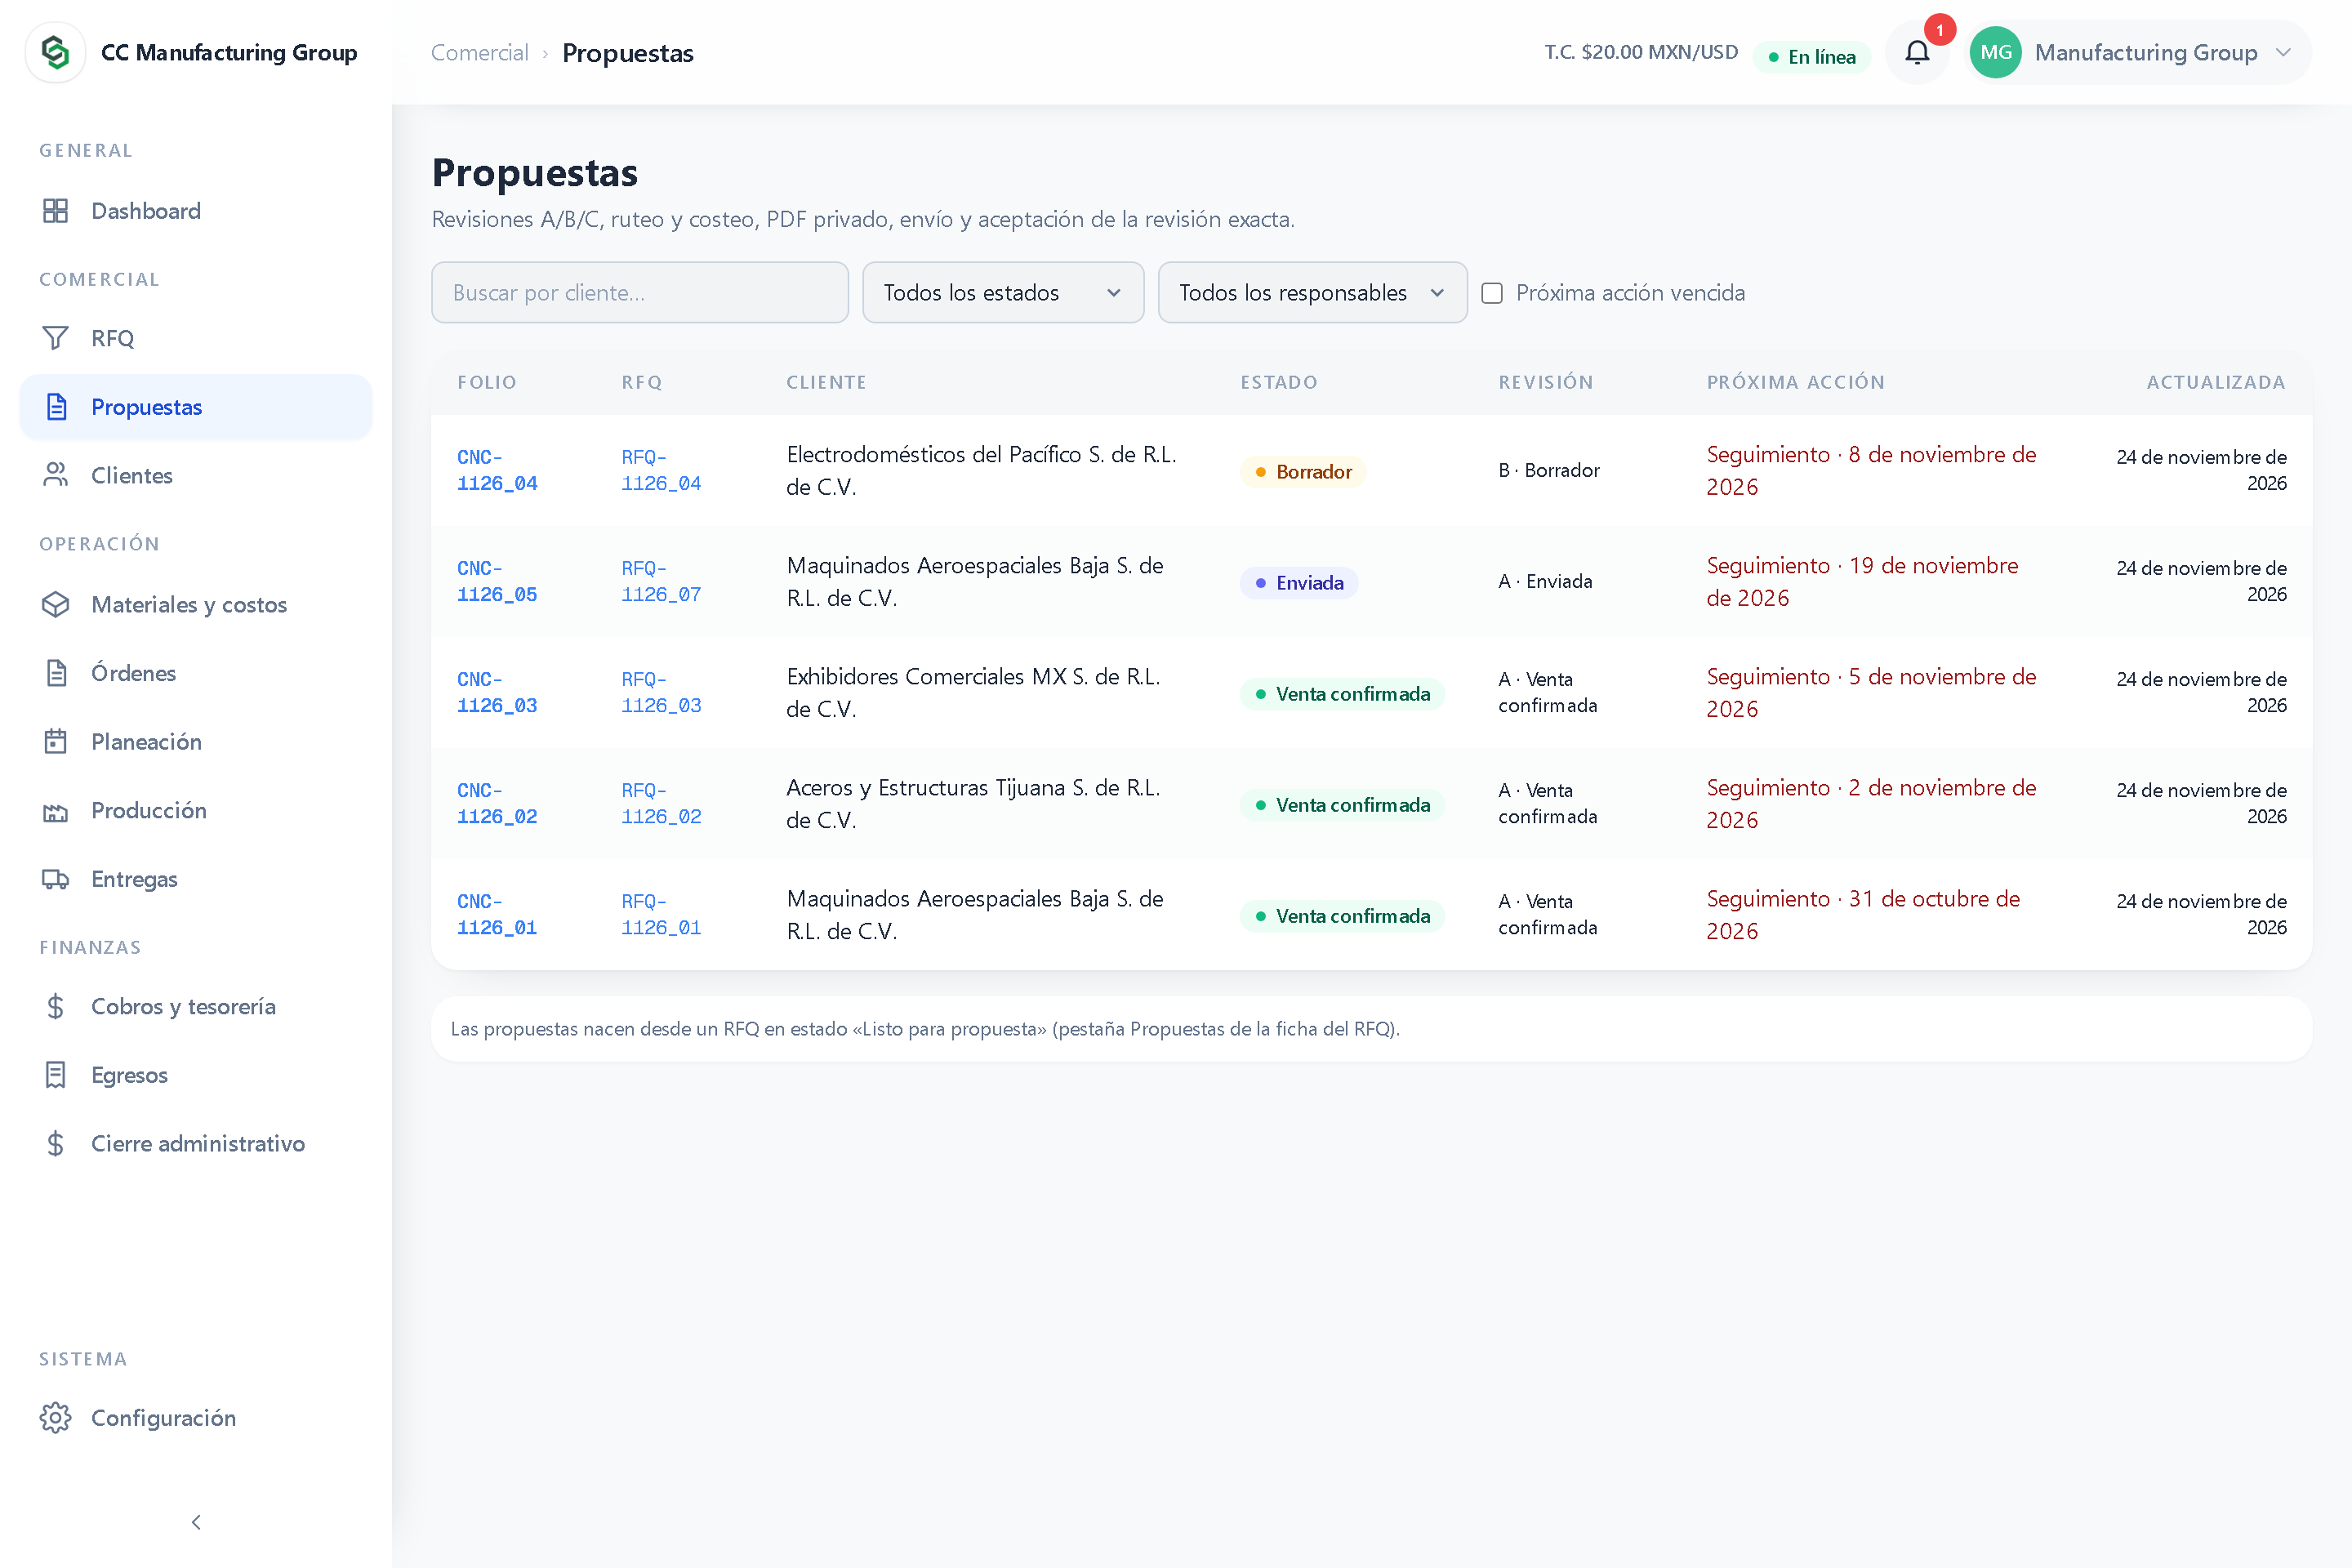 CC Manufacturing Group
Comercial › Propuestas
T.C. $20.00 MXN/USD
En línea
1
MG
Manufacturing Group
GENERAL
Dashboard
COMERCIAL
RFQ
Propuestas
Clientes
OPERACIÓN
Materiales y costos
Órdenes
Planeación
Producción
Entregas
FINANZAS
Cobros y tesorería
Egresos
Cierre administrativo
SISTEMA
Configuración
Propuestas
Revisiones A/B/C, ruteo y costeo, PDF privado, envío y aceptación de la revisión exacta.
Buscar por cliente...
Todos los estados
Todos los responsables
Próxima acción vencida
FOLIO RFQ CLIENTE ESTADO REVISIÓN PRÓXIMA ACCIÓN ACTUALIZADA
CNC-
1126_04
RFQ-
1126_04
Electrodomésticos del Pacífico S. de R.L.
de C.V.
Borrador
B · Borrador
Seguimiento · 8 de noviembre de
2026
24 de noviembre de
2026
CNC-
1126_05
RFQ-
1126_07
Maquinados Aeroespaciales Baja S. de
R.L. de C.V.
Enviada
A · Enviada
Seguimiento · 19 de noviembre
de 2026
24 de noviembre de
2026
CNC-
1126_03
RFQ-
1126_03
Exhibidores Comerciales MX S. de R.L.
de C.V.
Venta confirmada
A · Venta
confirmada
Seguimiento · 5 de noviembre de
2026
24 de noviembre de
2026
CNC-
1126_02
RFQ-
1126_02
Aceros y Estructuras Tijuana S. de R.L.
de C.V.
Venta confirmada
A · Venta
confirmada
Seguimiento · 2 de noviembre de
2026
24 de noviembre de
2026
CNC-
1126_01
RFQ-
1126_01
Maquinados Aeroespaciales Baja S. de
R.L. de C.V.
Venta confirmada
A · Venta
confirmada
Seguimiento · 31 de octubre de
2026
24 de noviembre de
2026
Las propuestas nacen desde un RFQ en estado «Listo para propuesta» (pestaña Propuestas de la ficha del RFQ).